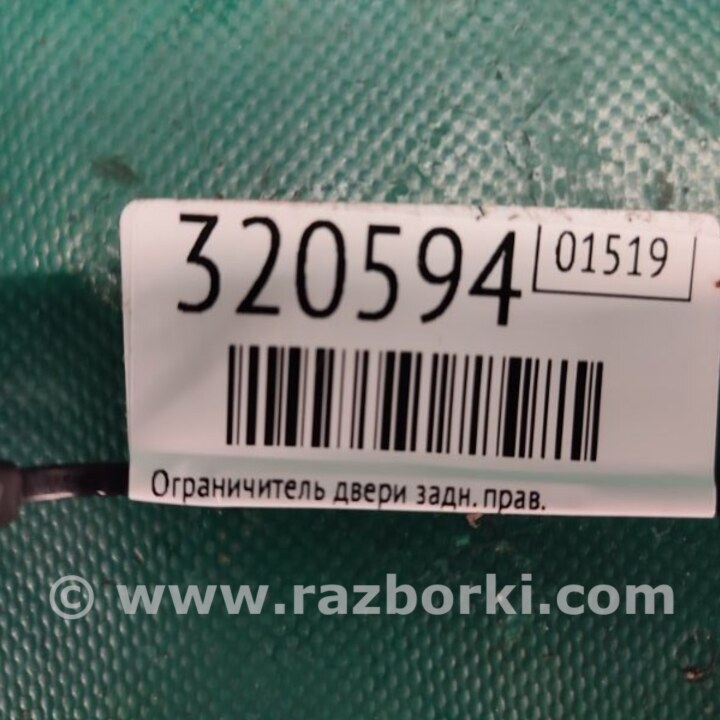 320594
01519
Ограничитель двери задн. прав.
© www.razborki.com